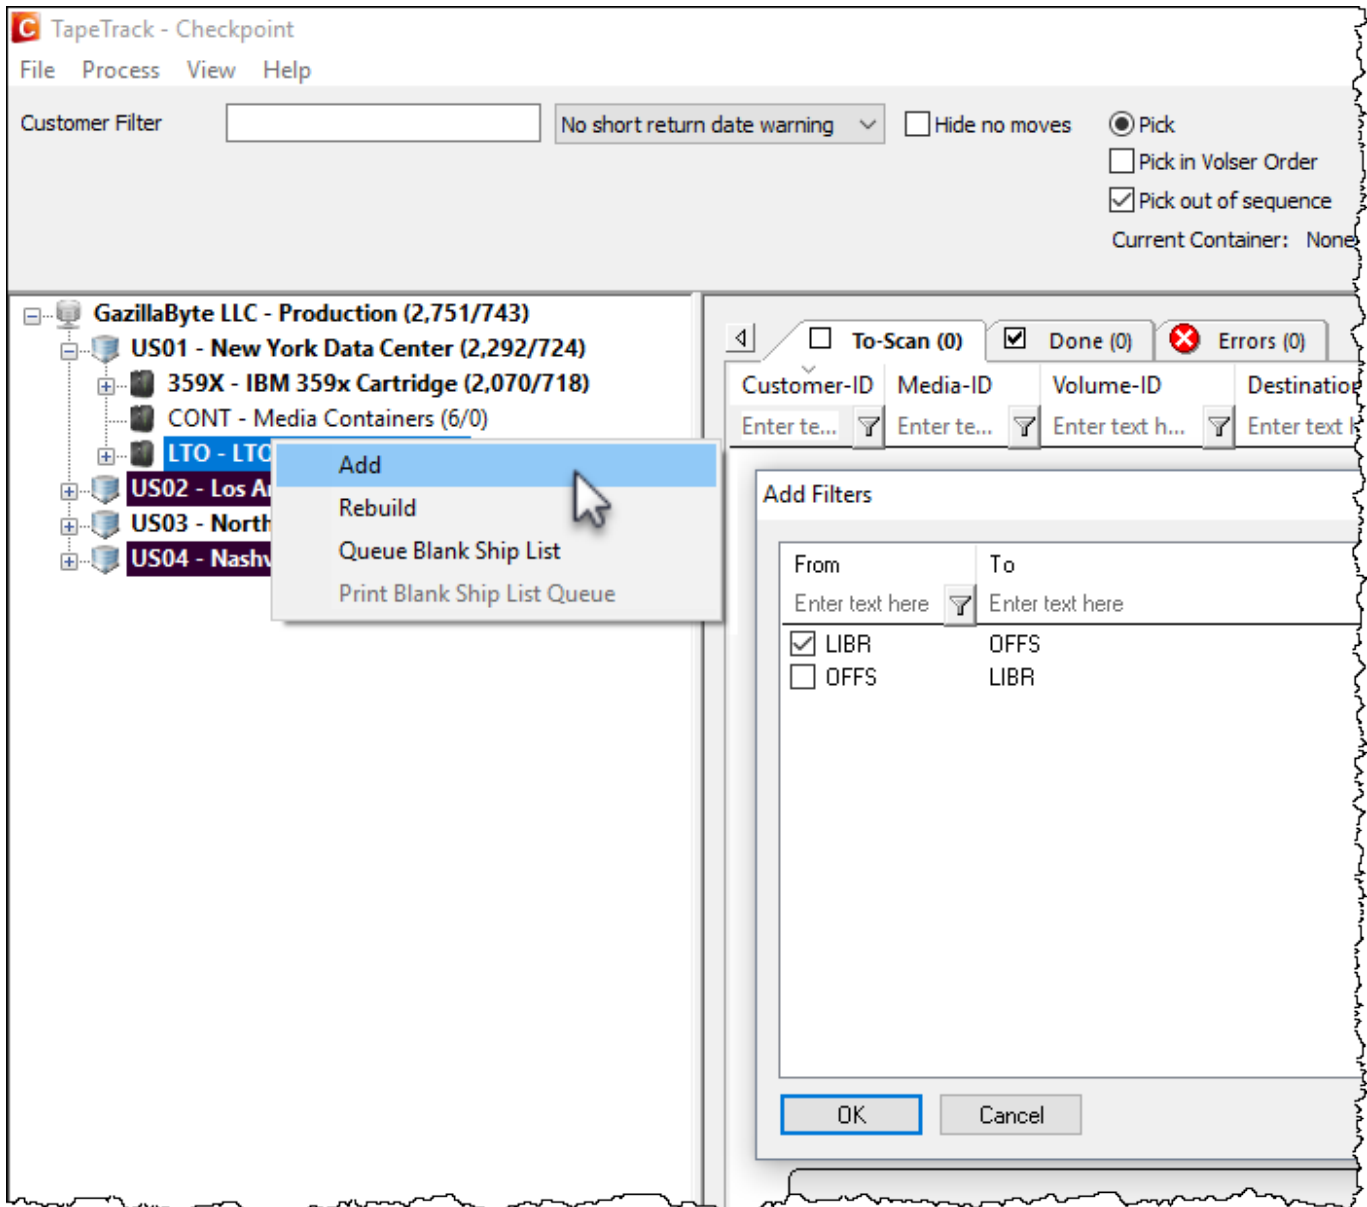 TapeTrack - Checkpoint
File Process View Help
Customer Filter No short return date warning Hide no moves Pick
Pick in Volser Order
Pick out of sequence
Current Container: None
GazillaByte LLC - Production (2,751/743)
US01 - New York Data Center (2,292/724)
359X - IBM 359x Cartridge (2,070/718)
CONT - Media Containers (6/0)
LTO - LTO
US02 - Los
US03 - North
US04 -
Add
Rebuild
Queue Blank Ship List
Print Blank Ship List Queue
To-Scan (0) Done (0) Errors (0)
Customer-ID Media-ID Volume-ID Destination
Enter te... Enter te... Enter text h... Enter text
Add Filters
From To
Enter text here Enter text here
LIBR OFFS
OFFS LIBR
OK Cancel